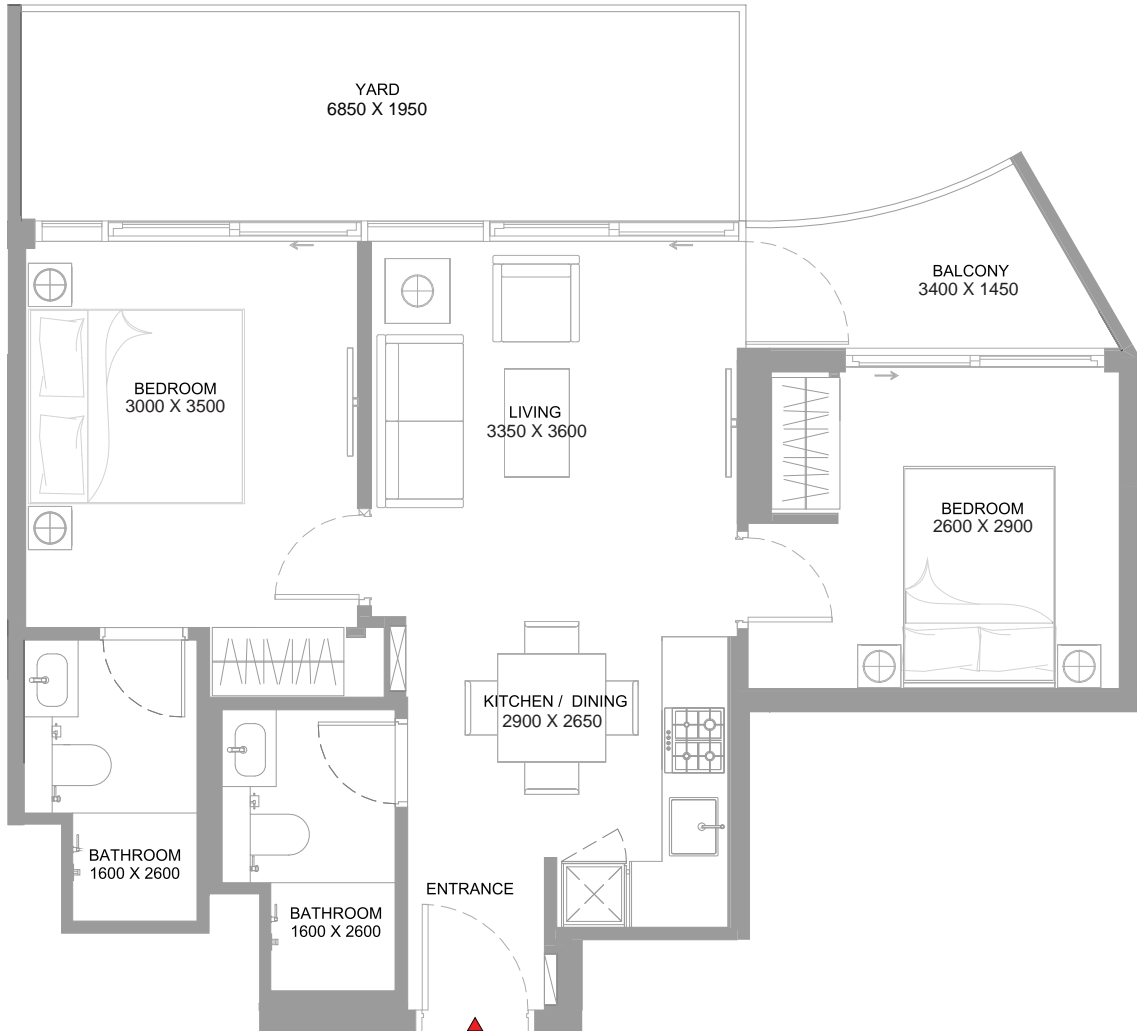 YARD
6850 X 1950
BALCONY
3400 X 1450
BEDROOM
3000 X 3500
LIVING
3350 X 3600
BEDROOM
2600 X 2900
KITCHEN / DINING
2900 X 2650
BATHROOM
1600 X 2600
ENTRANCE
BATHROOM
1600 X 2600